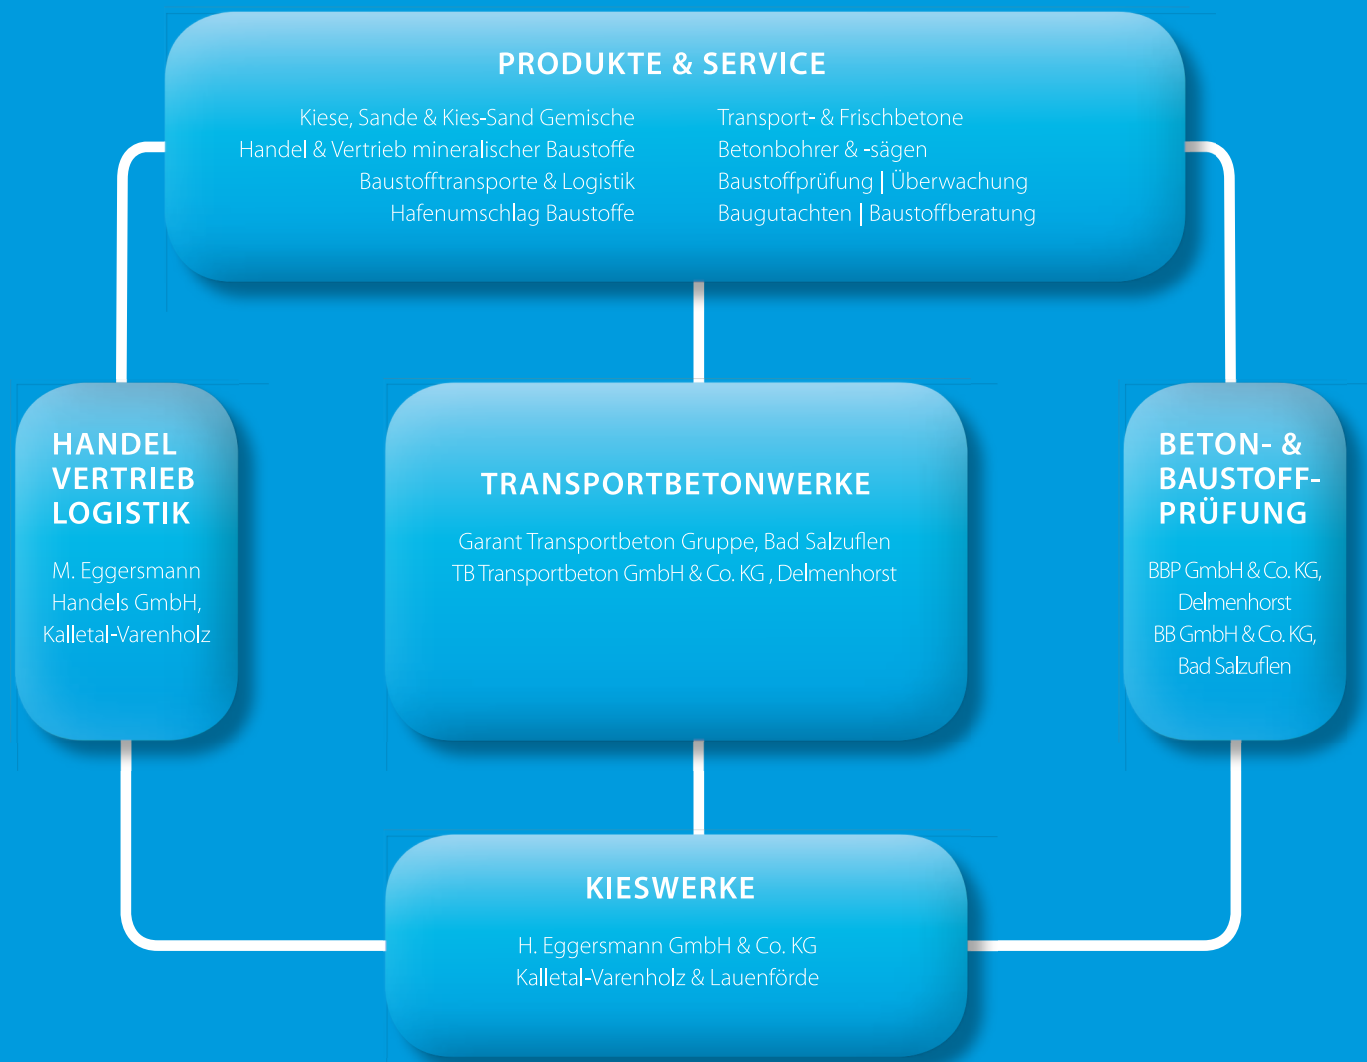 PRODUKTE & SERVICE
Kiese, Sande & Kies-Sand Gemische
Handel & Vertrieb mineralischer Baustoffe
Baustofftransporte & Logistik
Hafenumschlag Baustoffe
Transport- & Frischbetone
Betonbohrer & -sägen
Baustoffprüfung | Überwachung
Baugutachten | Baustoffberatung
HANDEL
VERTRIEB
LOGISTIK
M. Eggersmann
Handels GmbH,
Kalletal-Varenholz
TRANSPORTBETONWERKE
Garant Transportbeton Gruppe, Bad Salzuflen
TB Transportbeton GmbH & Co. KG , Delmenhorst
BETON- &
BAUSTOFF-
PRÜFUNG
BBP GmbH & Co. KG,
Delmenhorst
BB GmbH & Co. KG,
Bad Salzuflen
KIESWERKE
H. Eggersmann GmbH & Co. KG
Kalletal-Varenholz & Lauenförde